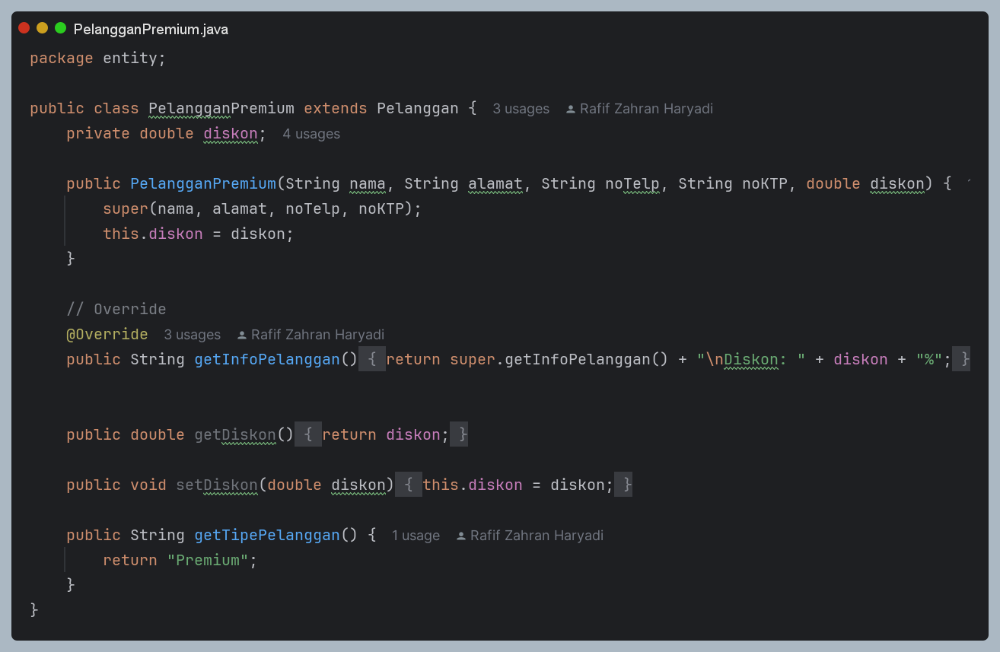 PelangganPremium.java
package entity;
public class PelangganPremium extends Pelanggan { 3 usages Rafif Zahran Haryadi
private double diskon; 4 usages
public PelangganPremium(String nama, String alamat, String noTelp, String noKTP, double diskon) {
super(nama, alamat, noTelp, noKTP);
this.diskon = diskon;
}
// Override
@Override 3 usages Rafif Zahran Haryadi
public String getInfoPelanggan() { return super.getInfoPelanggan() + "\nDiskon: " + diskon + "%"; }
public double getDiskon() { return diskon; }
public void setDiskon(double diskon) { this.diskon = diskon; }
public String getTipePelanggan() { 1 usage Rafif Zahran Haryadi
return "Premium";
}
}